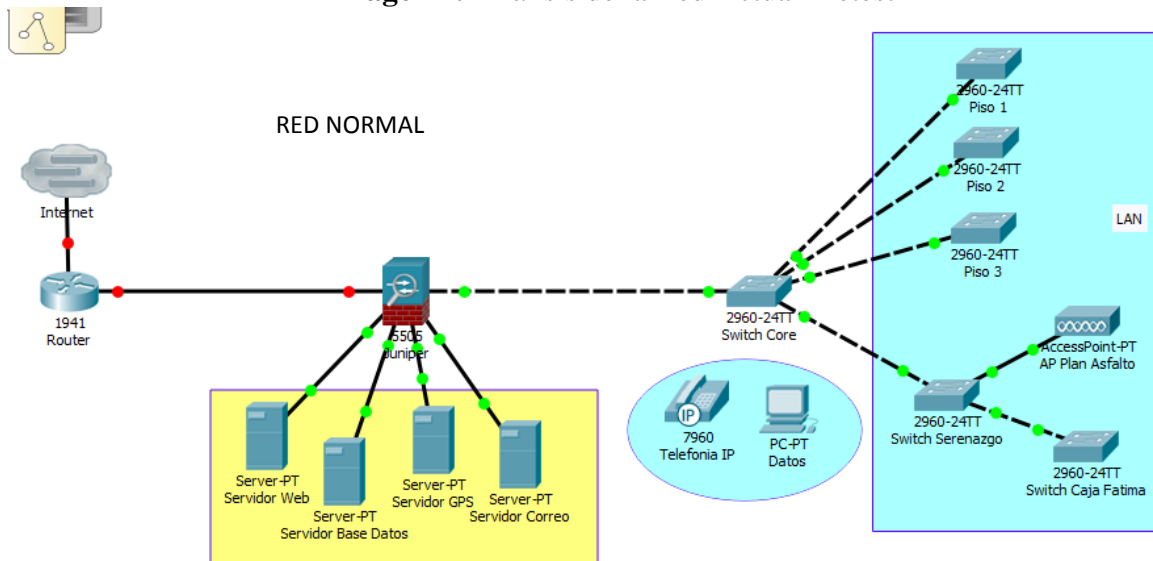 RED NORMAL
Internet
1941
Router
5505
Juniper
Server-PT
Servidor Web
Server-PT
Servidor Base Datos
Server-PT
Servidor GPS
Server-PT
Servidor Correo
2960-24TT
Switch Core
IP
7960
Telefonia IP
PC-PT
Datos
2960-24TT
Piso 1
2960-24TT
Piso 2
2960-24TT
Piso 3
LAN
AccessPoint-PT
AP Plan Asfalto
2960-24TT
Switch Serenazgo
2960-24TT
Switch Caja Fatima